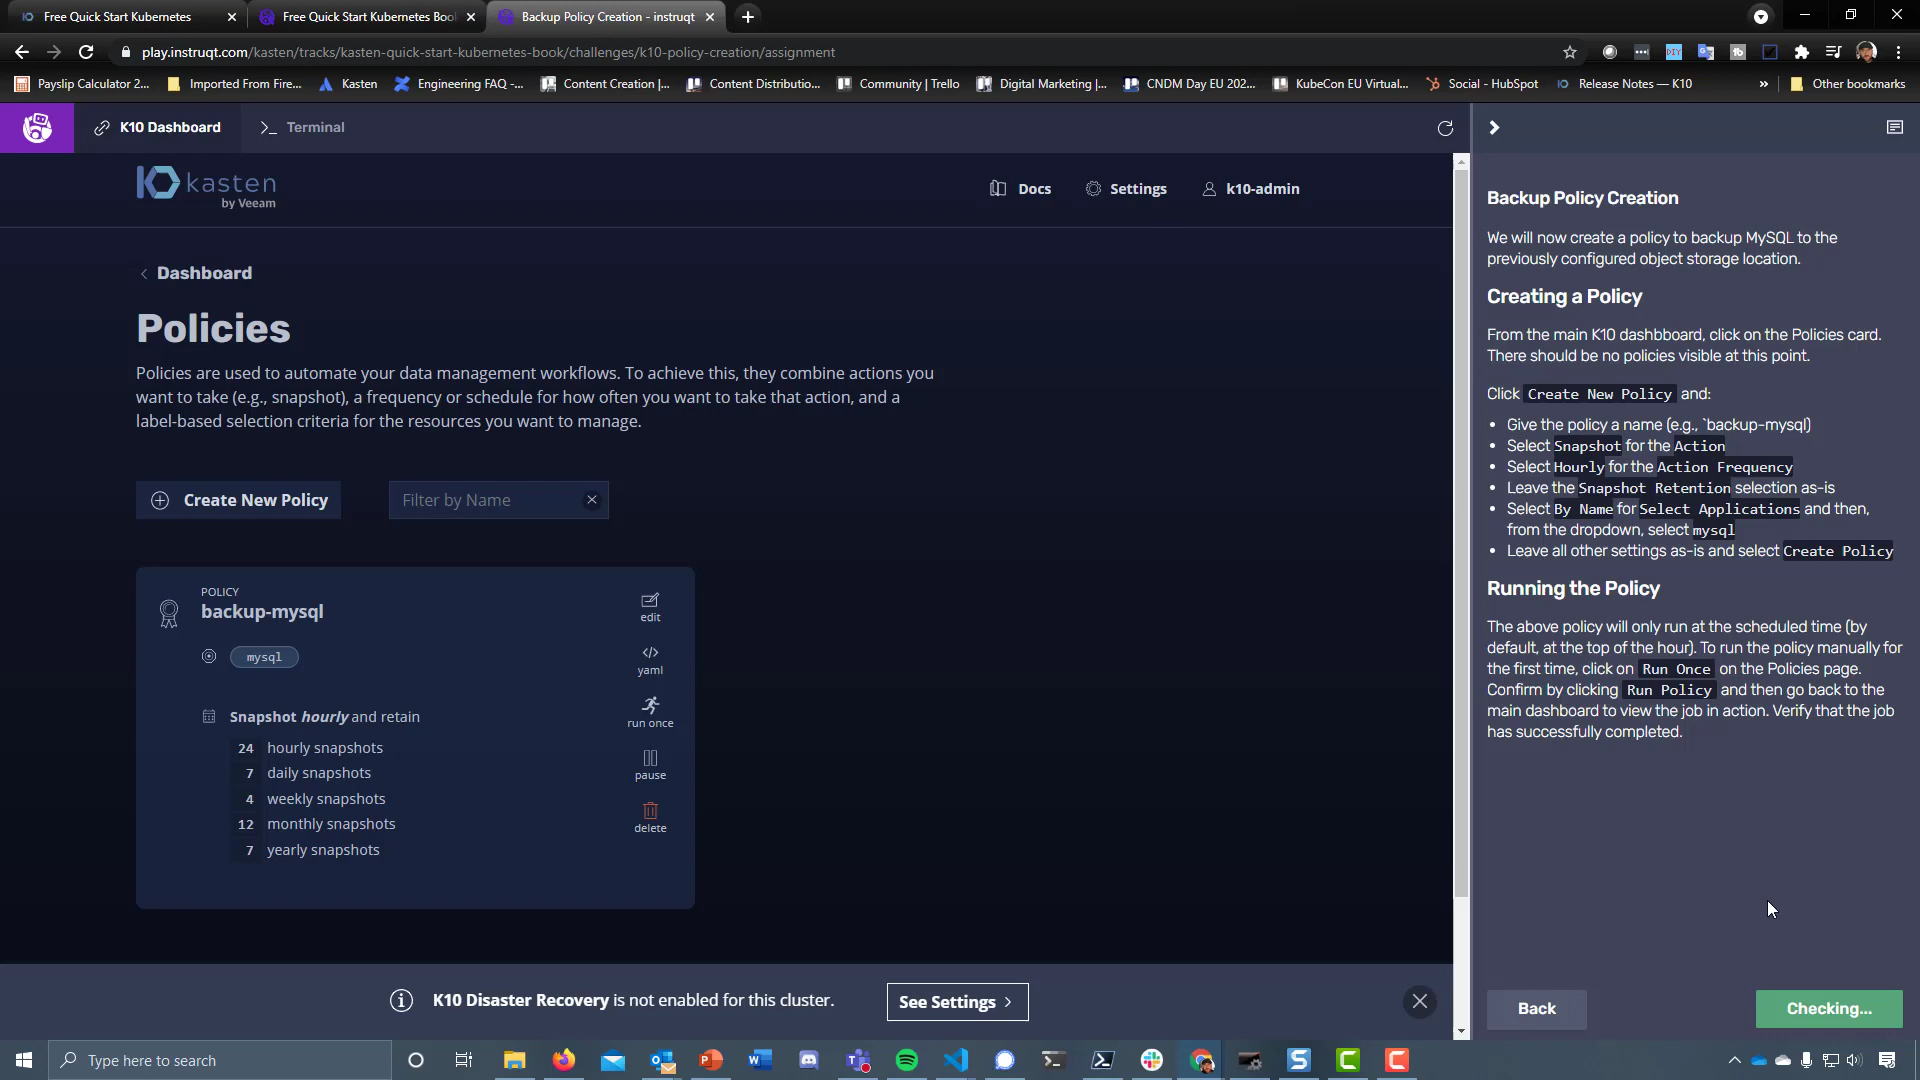 Free Quick Start Kubernetes
Free Quick Start Kubernetes Boo
Backup Policy Creation - instruqt
play.instruqt.com/kasten/tracks/kasten-quick-start-kubernetes-book/challenges/k10-policy-creation/assignment
Payslip Calculator 2...
Imported From Fire...
Kasten
Engineering FAQ -...
Content Creation |...
Content Distributio...
Community | Trello
Digital Marketing |...
CNDM Day EU 202...
KubeCon EU Virtual...
Social - HubSpot
Release Notes — K10
»
Other bookmarks
K10 Dashboard
Terminal
kasten
by Veeam
Docs
Settings
k10-admin
Dashboard
Policies
Policies are used to automate your data management workflows. To achieve this, they combine actions you
want to take (e.g., snapshot), a frequency or schedule for how often you want to take that action, and a
label-based selection criteria for the resources you want to manage.
Create New Policy
Filter by Name
POLICY
backup-mysql
mysql
Snapshot hourly and retain
24 hourly snapshots
7 daily snapshots
4 weekly snapshots
12 monthly snapshots
7 yearly snapshots
edit
yaml
run once
pause
delete
K10 Disaster Recovery is not enabled for this cluster.
See Settings
Backup Policy Creation
We will now create a policy to backup MySQL to the
previously configured object storage location.
Creating a Policy
From the main K10 dashbboard, click on the Policies card.
There should be no policies visible at this point.
Click Create New Policy and:
• Give the policy a name (e.g., `backup-mysql)
• Select Snapshot for the Action
• Select Hourly for the Action Frequency
• Leave the Snapshot Retention selection as-is
• Select By Name for Select Applications and then,
from the dropdown, select mysql
• Leave all other settings as-is and select Create Policy
Running the Policy
The above policy will only run at the scheduled time (by
default, at the top of the hour). To run the policy manually for
the first time, click on Run Once on the Policies page.
Confirm by clicking Run Policy and then go back to the
main dashboard to view the job in action. Verify that the job
has successfully completed.
Back
Checking...
Type here to search